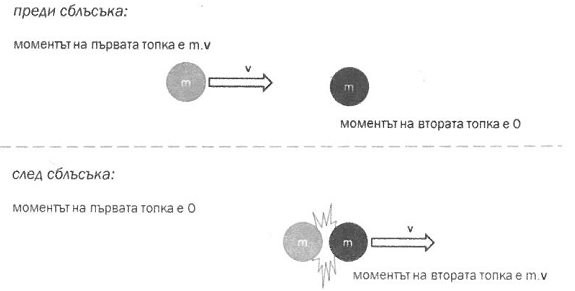 преди сблъсъка:
моментът на първата топка е m.v
v
m
m
моментът на втората топка е 0
след сблъсъка:
моментът на първата топка е 0
v
m
m
моментът на втората топка е m.v